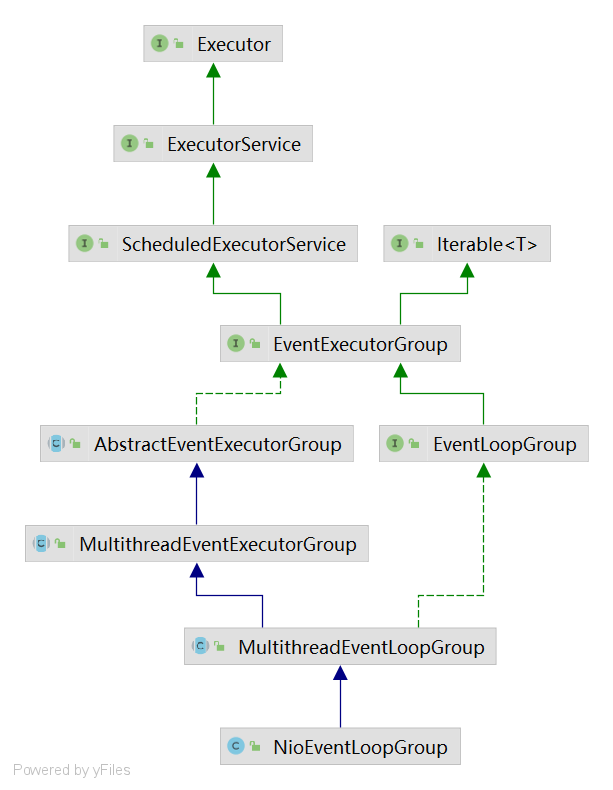 Executor
ExecutorService
ScheduledExecutorService
Iterable<T>
EventExecutorGroup
AbstractEventExecutorGroup
EventLoopGroup
MultithreadEventExecutorGroup
MultithreadEventLoopGroup
NioEventLoopGroup
Powered by yFiles